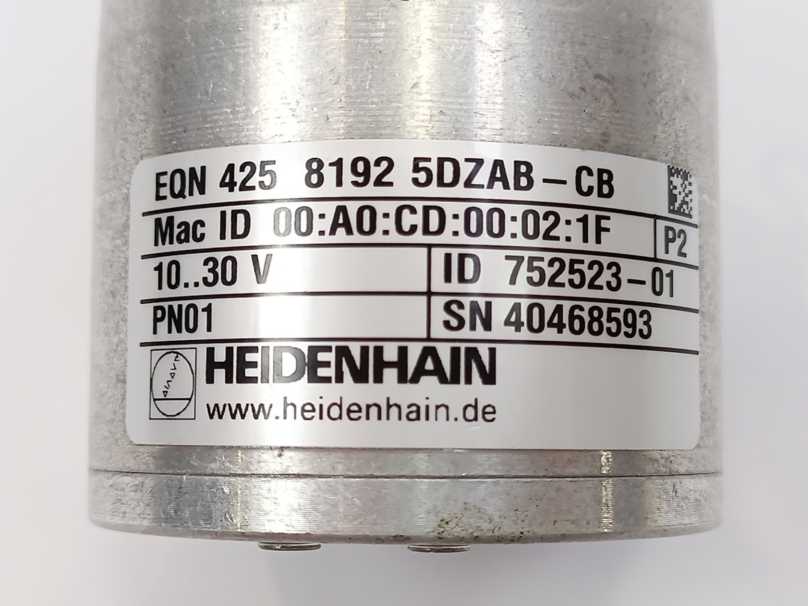 EQN 425 8192 5DZAB-CB
Mac ID 00:A0:CD:00:02:1F P2
10..30 V ID 752523-01
PN01 SN 40468593
HEIDENHAIN
www.heidenhain.de